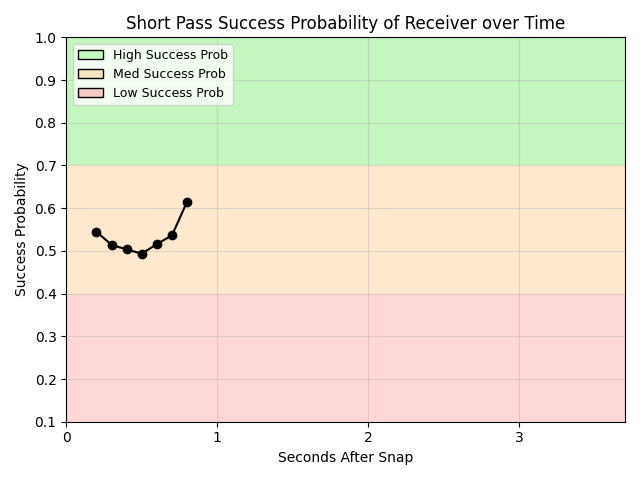 Short Pass Success Probability of Receiver over Time
High Success Prob
Med Success Prob
Low Success Prob
Success Probability
1.0
0.9
0.8
0.7
0.6
0.5
0.4
0.3
0.2
0.1
0 1 2 3
Seconds After Snap